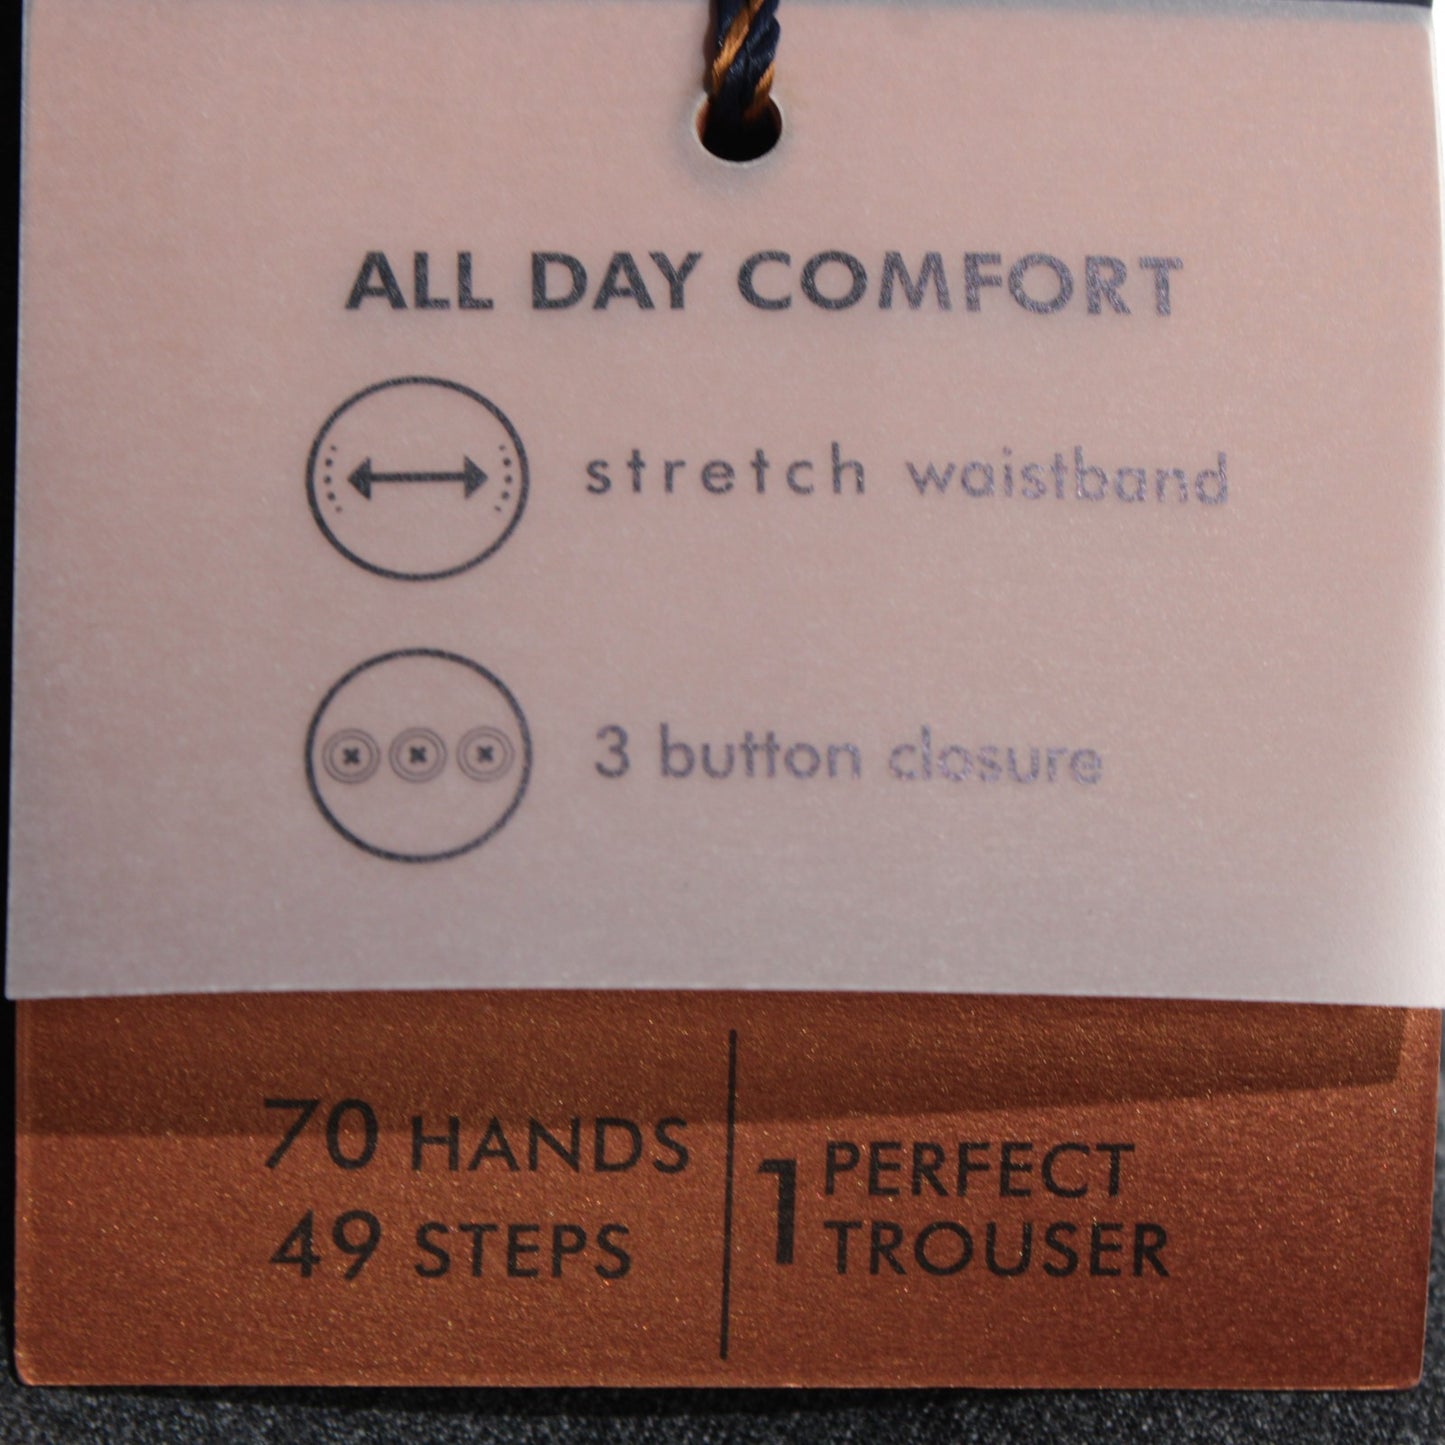 ALL DAY COMFORT
stretch waistband
3 button closure
70 HANDS
49 STEPS
1 PERFECT
TROUSER